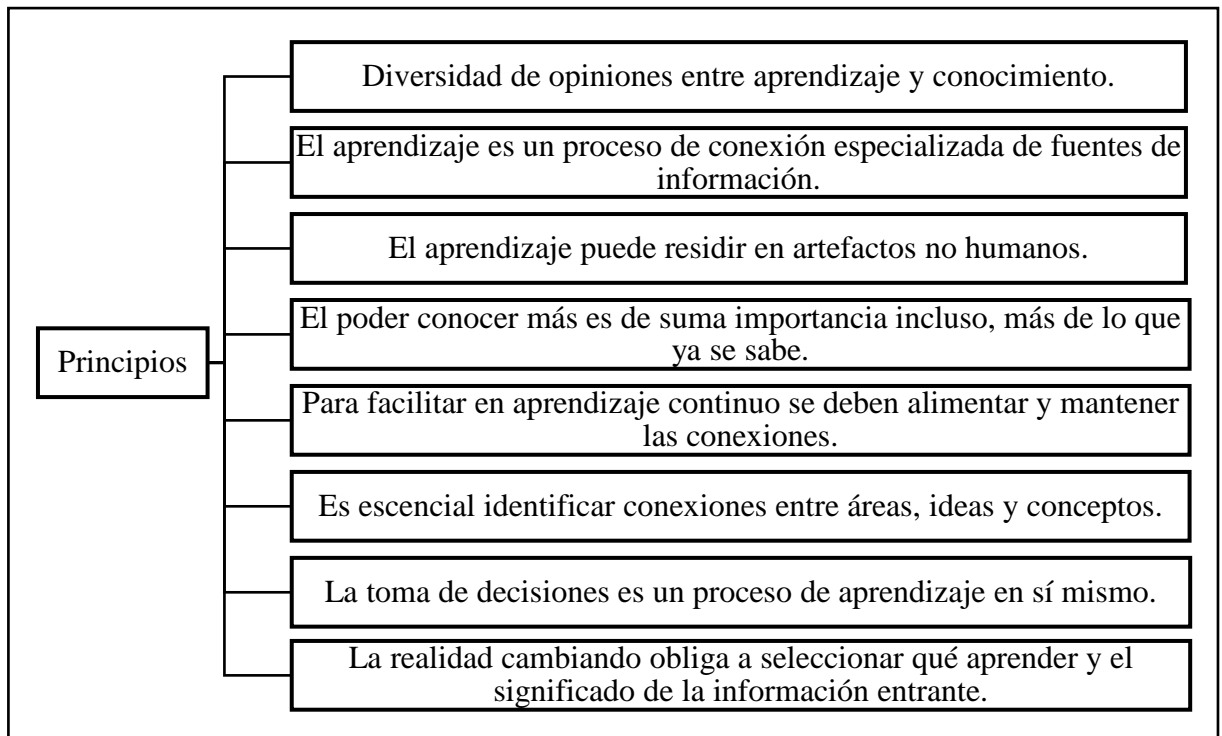 Principios
Diversidad de opiniones entre aprendizaje y conocimiento.
El aprendizaje es un proceso de conexión especializada de fuentes de
información.
El aprendizaje puede residir en artefactos no humanos.
El poder conocer más es de suma importancia incluso, más de lo que
ya se sabe.
Para facilitar en aprendizaje continuo se deben alimentar y mantener
las conexiones.
Es escencial identificar conexiones entre áreas, ideas y conceptos.
La toma de decisiones es un proceso de aprendizaje en sí mismo.
La realidad cambiando obliga a seleccionar qué aprender y el
significado de la información entrante.